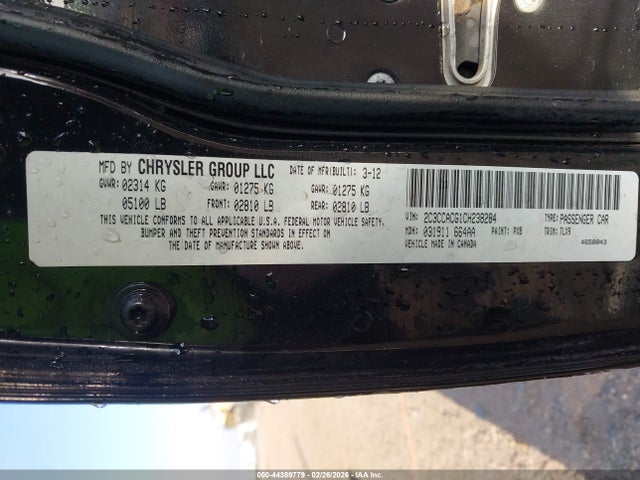 MFD BY CHRYSLER GROUP LLC DATE OF MFR(BUILT): 3-12
GVWR: 02314 KG GAWR: 01275 KG GAWR: 01275 KG
05100 LB FRONT: 02810 LB REAR: 02810 LB
THIS VEHICLE CONFORMS TO ALL APPLICABLE U.S.A. FEDERAL MOTOR VEHICLE SAFETY,
BUMPER AND THEFT PREVENTION STANDARDS IN EFFECT ON
THE DATE OF MANUFACTURE SHOWN ABOVE.
VIN: 2C3CCACG1CH238284 TYPE: PASSENGER CAR
MDH: 031911 664AA PAINT: PX8 TRIM: TLX9
VEHICLE MADE IN CANADA 4658043
000-44389779 - 02/26/2026 - IAA Inc.